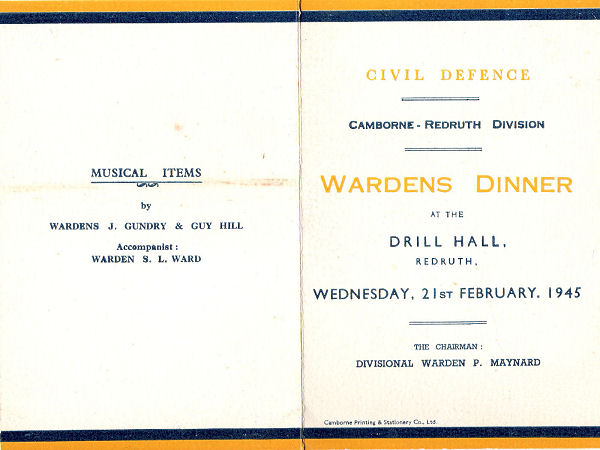 MUSICAL ITEMS
by
WARDENS J. GUNDRY & GUY HILL
Accompanist :
WARDEN S. L. WARD
CIVIL DEFENCE
CAMBORNE - REDRUTH DIVISION
WARDENS DINNER
AT THE
DRILL HALL,
REDRUTH,
WEDNESDAY, 21ST FEBRUARY. 1945
THE CHAIRMAN :
DIVISIONAL WARDEN P. MAYNARD
Camborne Printing & Stationery Co., Ltd.